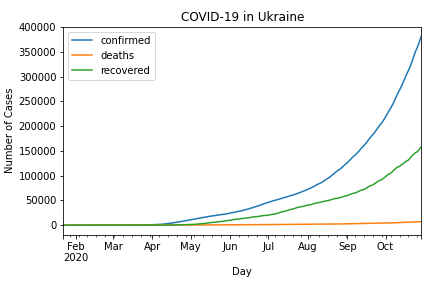 COVID-19 in Ukraine
confirmed
deaths
recovered
Number of Cases
400000
350000
300000
250000
200000
150000
100000
50000
0
Feb Mar Apr May Jun Jul Aug Sep Oct
2020
Day